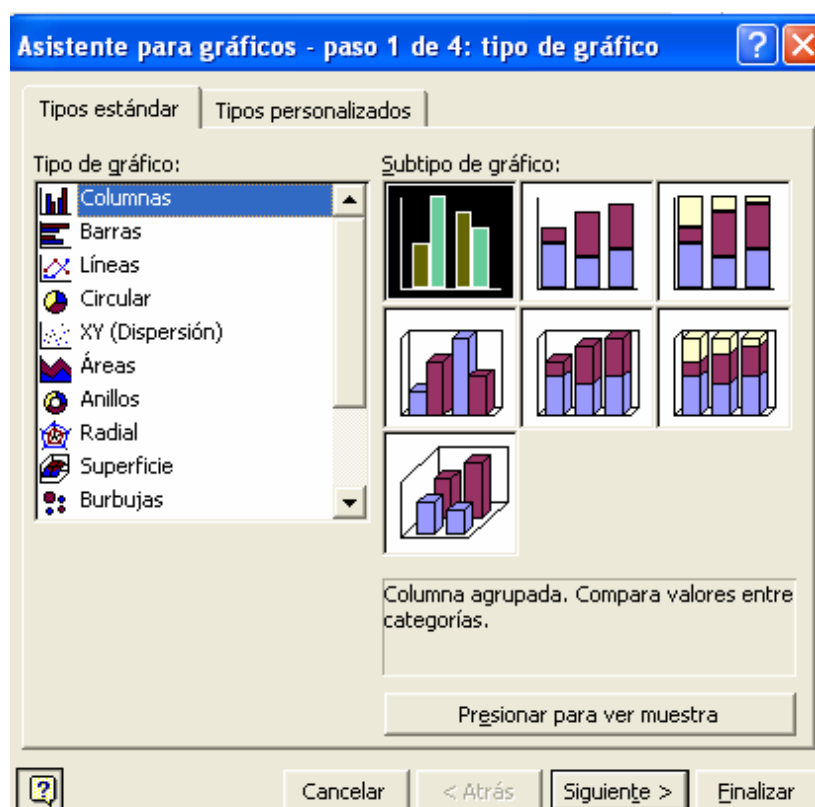 Asistente para gráficos - paso 1 de 4: tipo de gráfico
Tipos estándar
Tipos personalizados
Tipo de gráfico:
Columnas
Barras
Líneas
Circular
XY (Dispersión)
Áreas
Anillos
Radial
Superficie
Burbujas
Subtipo de gráfico:
Columna agrupada. Compara valores entre
categorías.
Presionar para ver muestra
Cancelar
< Atrás
Siguiente >
Finalizar